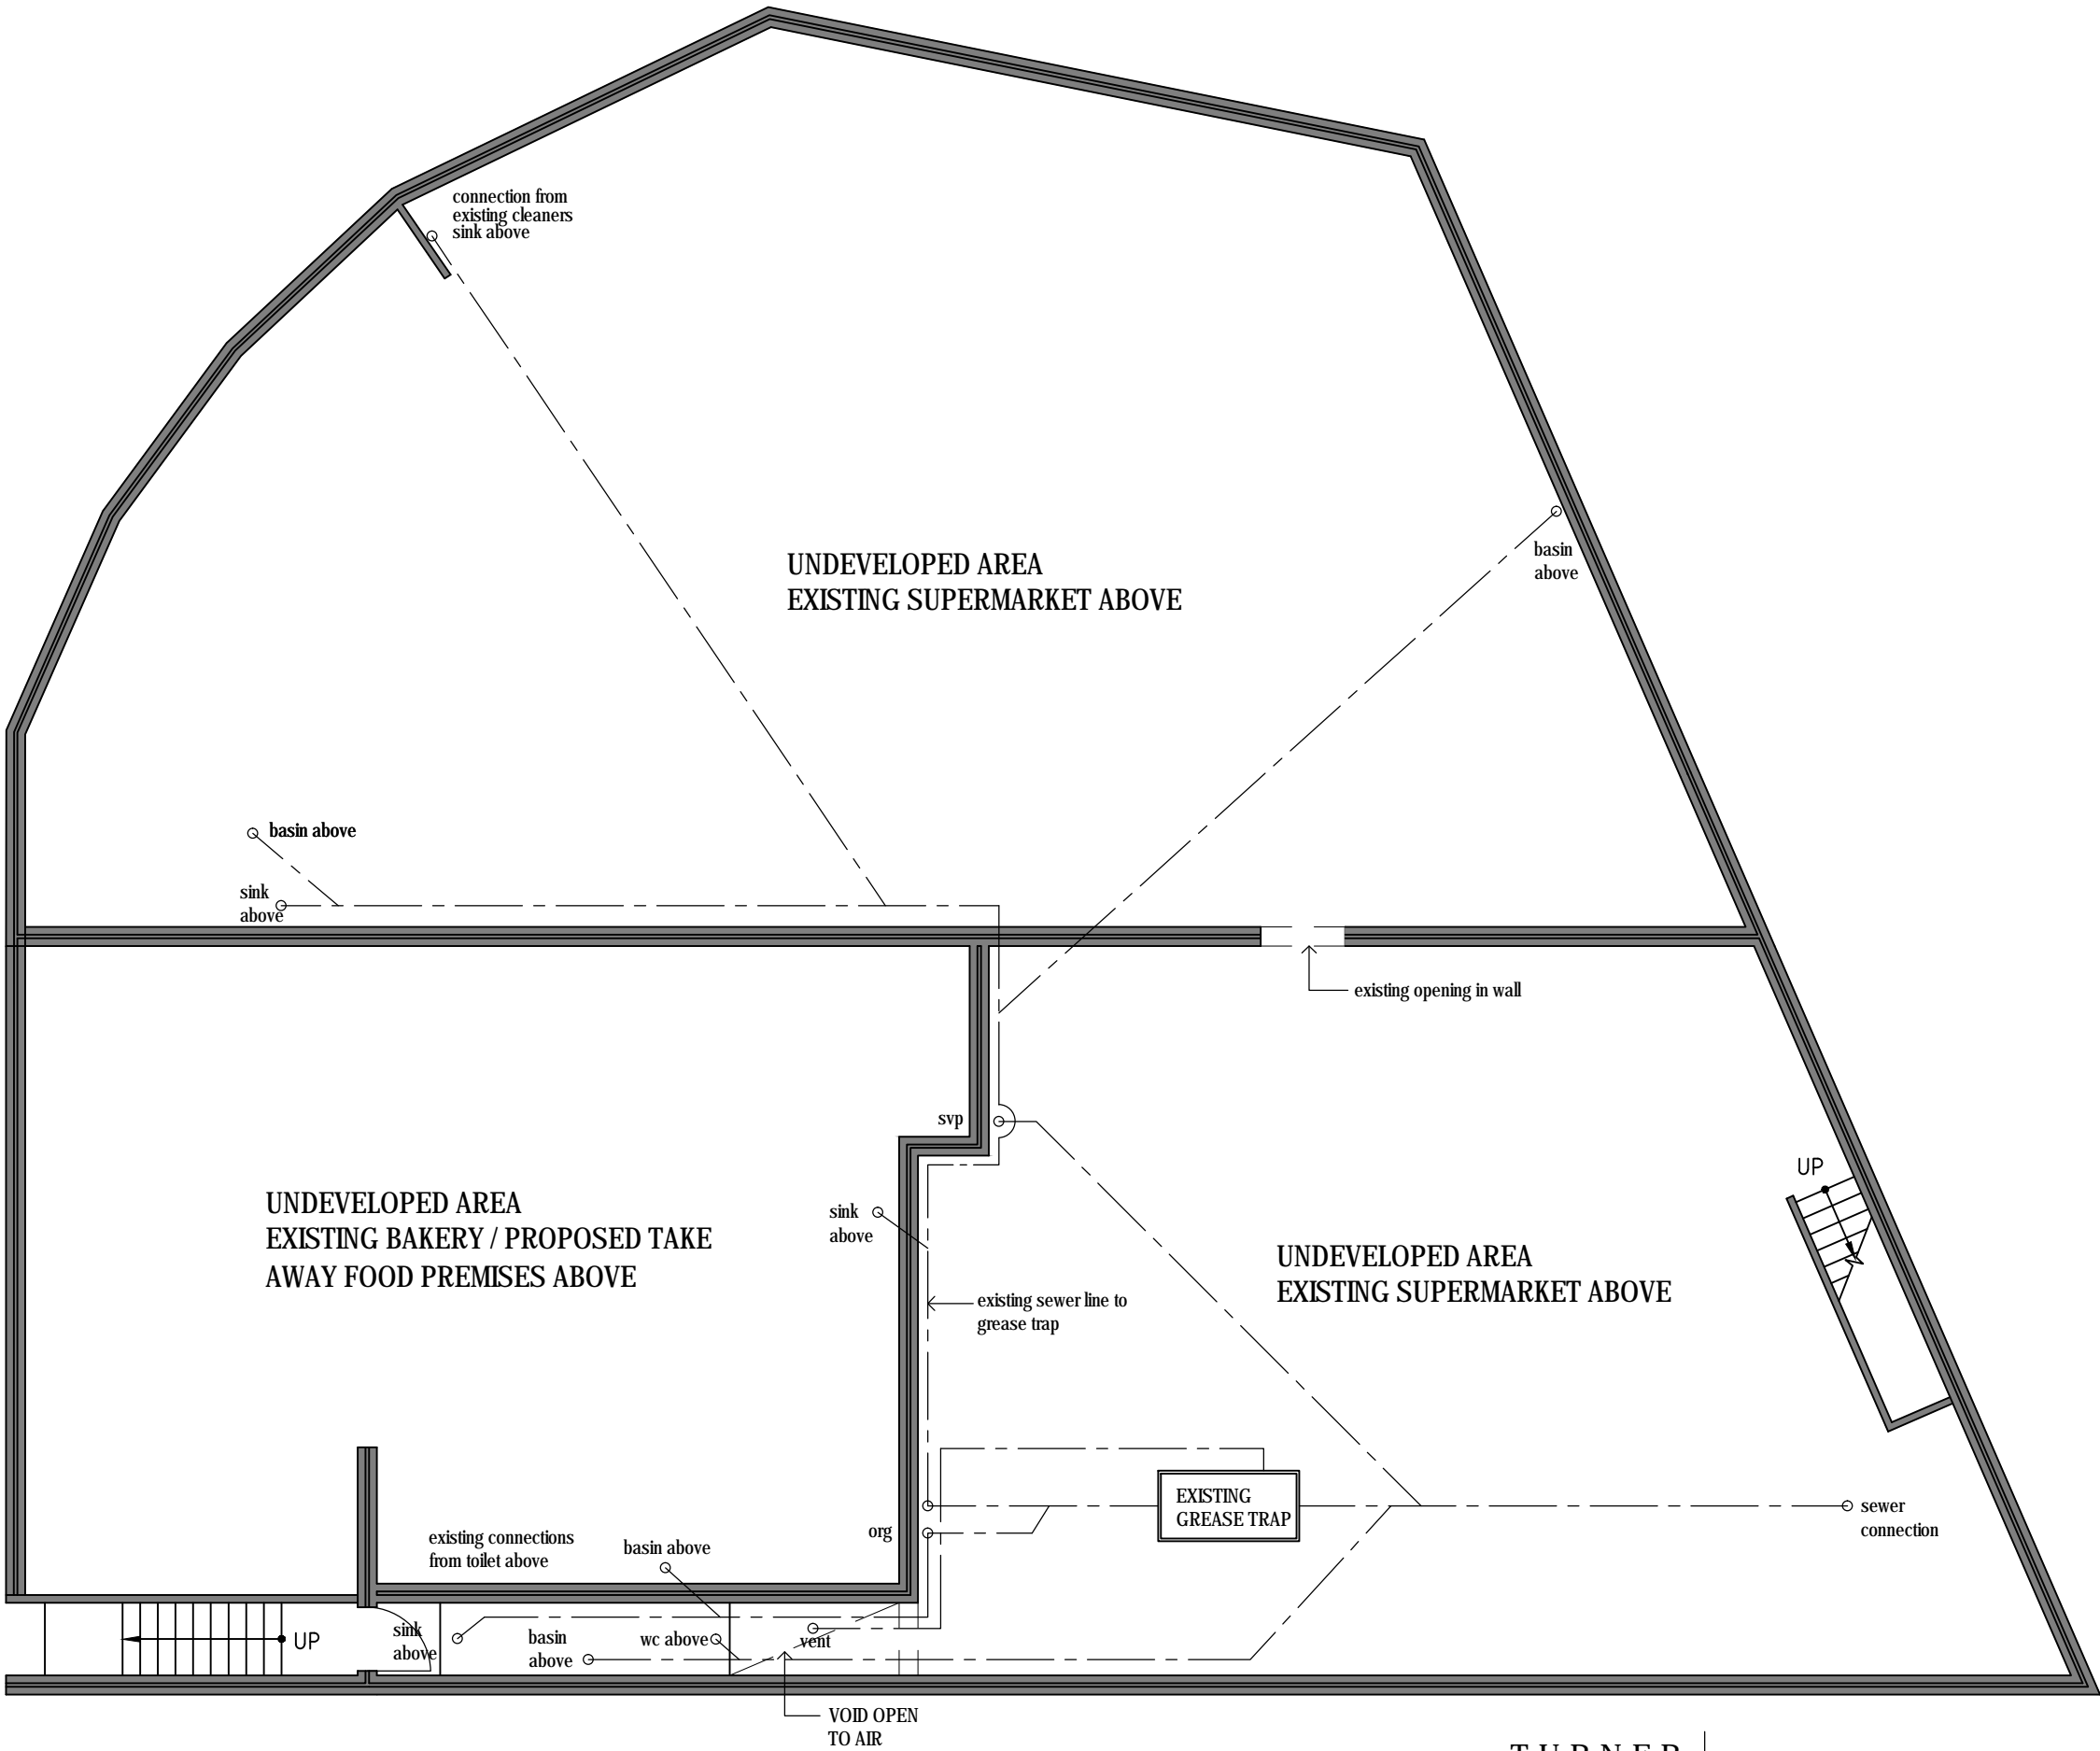 connection from
existing cleaners
sink above
UNDEVELOPED AREA
EXISTING SUPERMARKET ABOVE
basin
above
basin above
sink
above
existing opening in wall
svp
UP
UNDEVELOPED AREA
EXISTING BAKERY / PROPOSED TAKE
AWAY FOOD PREMISES ABOVE
sink
above
UNDEVELOPED AREA
EXISTING SUPERMARKET ABOVE
existing sewer line to
grease trap
EXISTING
GREASE TRAP
sewer
connection
org
existing connections
from toilet above
basin above
UP
sink
above
basin
above
wc above
vent
VOID OPEN
TO AIR
TURNER